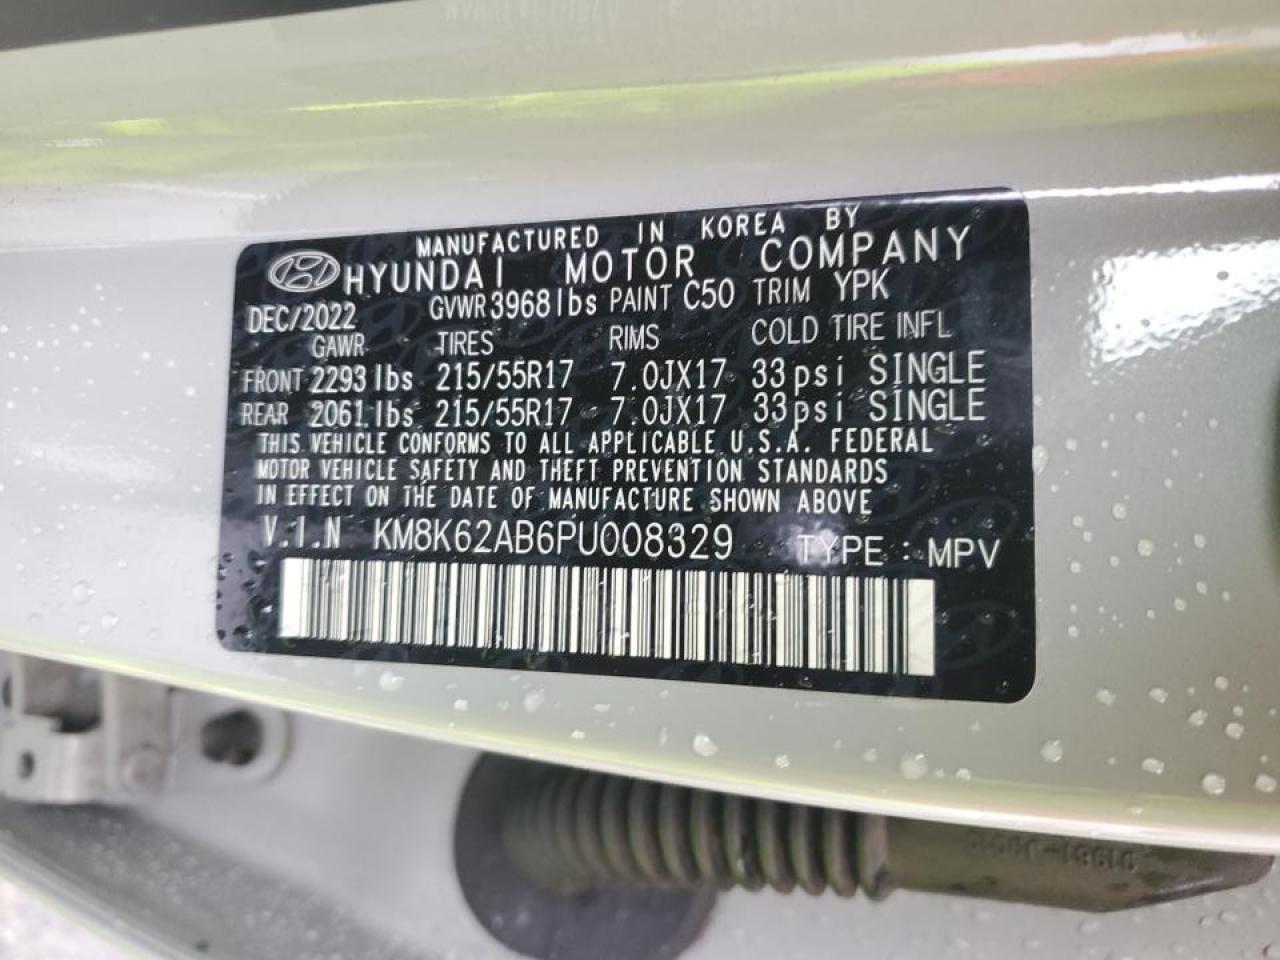 MANUFACTURED IN KOREA BY
HYUNDAI MOTOR COMPANY
DEC/2022 GVWR 3968 lbs PAINT C50 TRIM YPK
GAWR TIRES RIMS COLD TIRE INFL
FRONT 2293 lbs 215/55R17 7.0JX17 33psi SINGLE
REAR 2061 lbs 215/55R17 7.0JX17 33psi SINGLE
THIS VEHICLE CONFORMS TO ALL APPLICABLE U.S.A. FEDERAL
MOTOR VEHICLE SAFETY AND THEFT PREVENTION STANDARDS
IN EFFECT ON THE DATE OF MANUFACTURE SHOWN ABOVE
V.I.N KM8K62AB6PU008329 TYPE : MPV